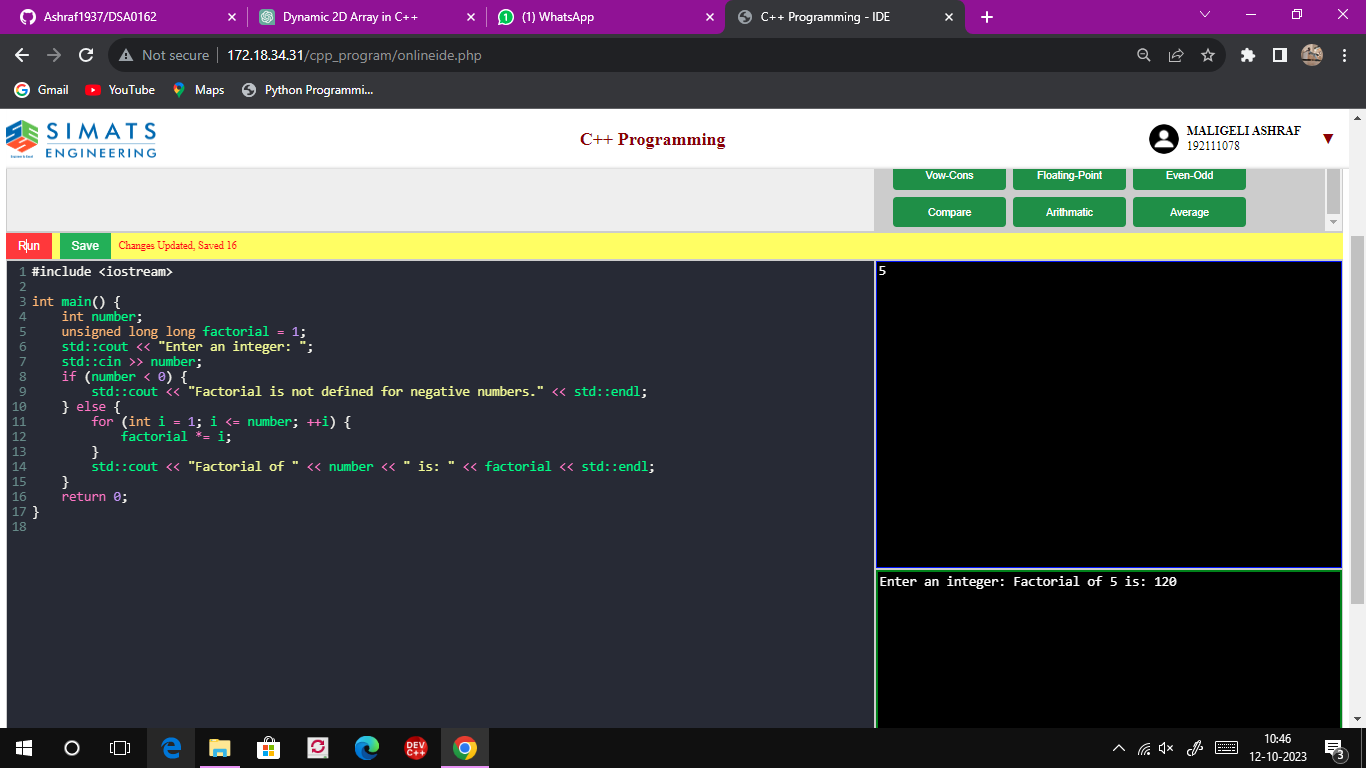 Ashraf1937/DSA0162
Dynamic 2D Array in C++
(1) WhatsApp
C++ Programming - IDE
Not secure
172.18.34.31/cpp_program/onlineide.php
Gmail
YouTube
Maps
Python Programmi...
SIMATS
ENGINEERING
C++ Programming
MALIGELI ASHRAF
192111078
Vow-Cons
Floating-Point
Even-Odd
Compare
Arithmatic
Average
Run
Save
Changes Updated, Saved 16
1 #include <iostream>
2
3 int main() {
4     int number;
5     unsigned long long factorial = 1;
6     std::cout << "Enter an integer: ";
7     std::cin >> number;
8     if (number < 0) {
9         std::cout << "Factorial is not defined for negative numbers." << std::endl;
10     } else {
11         for (int i = 1; i <= number; ++i) {
12             factorial *= i;
13         }
14         std::cout << "Factorial of " << number << " is: " << factorial << std::endl;
15     }
16     return 0;
17 }
18
5
Enter an integer: Factorial of 5 is: 120
DEV
C++
10:46
12-10-2023
3